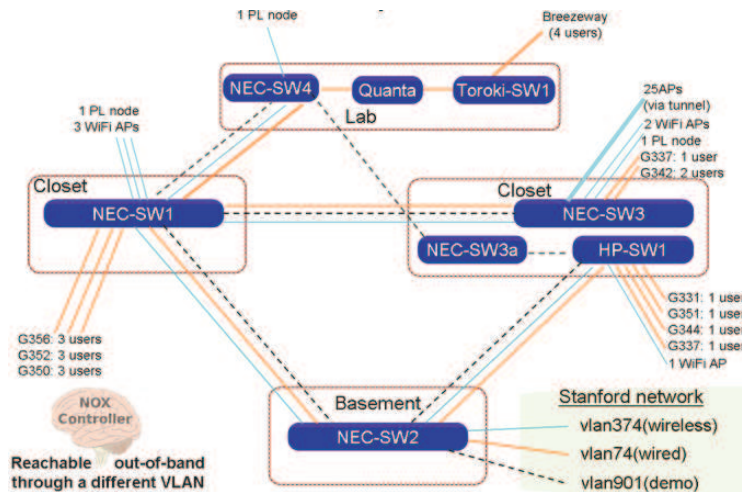 1 PL node
Breezeway
(4 users)
NEC-SW4
Quanta
Toroki-SW1
Lab
1 PL node
3 WiFi APs
25APs
(via tunnel)
2 WiFi APs
1 PL node
G337: 1 user
G342: 2 users
Closet
NEC-SW1
Closet
NEC-SW3
NEC-SW3a
HP-SW1
G331: 1 user
G351: 1 user
G344: 1 user
G337: 1 user
1 WiFi AP
G356: 3 users
G352: 3 users
G350: 3 users
NOX
Controller
Reachable out-of-band
through a different VLAN
Basement
NEC-SW2
Stanford network
vlan374(wireless)
vlan74(wired)
vlan901(demo)